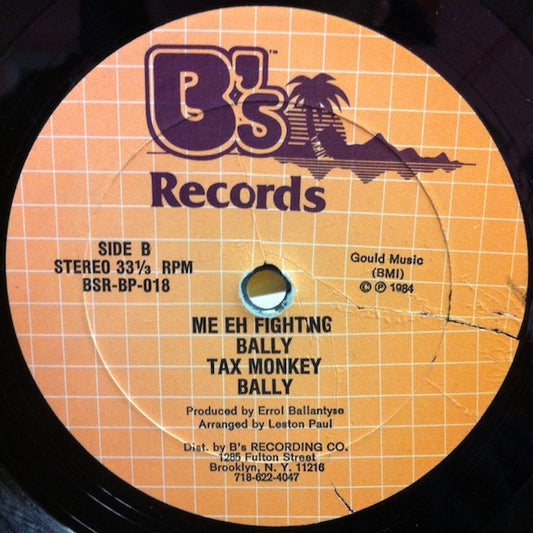 B's™
Records
SIDE B
STEREO 33⅓ RPM
BSR-BP-018
Gould Music
(BMI)
© ℗ 1984
ME EH FIGHTING
BALLY
TAX MONKEY
BALLY
Produced by Errol Ballantyse
Arranged by Leston Paul
Dist. by B's RECORDING CO.
1285 Fulton Street
Brooklyn, N. Y. 11216
718-622-4047